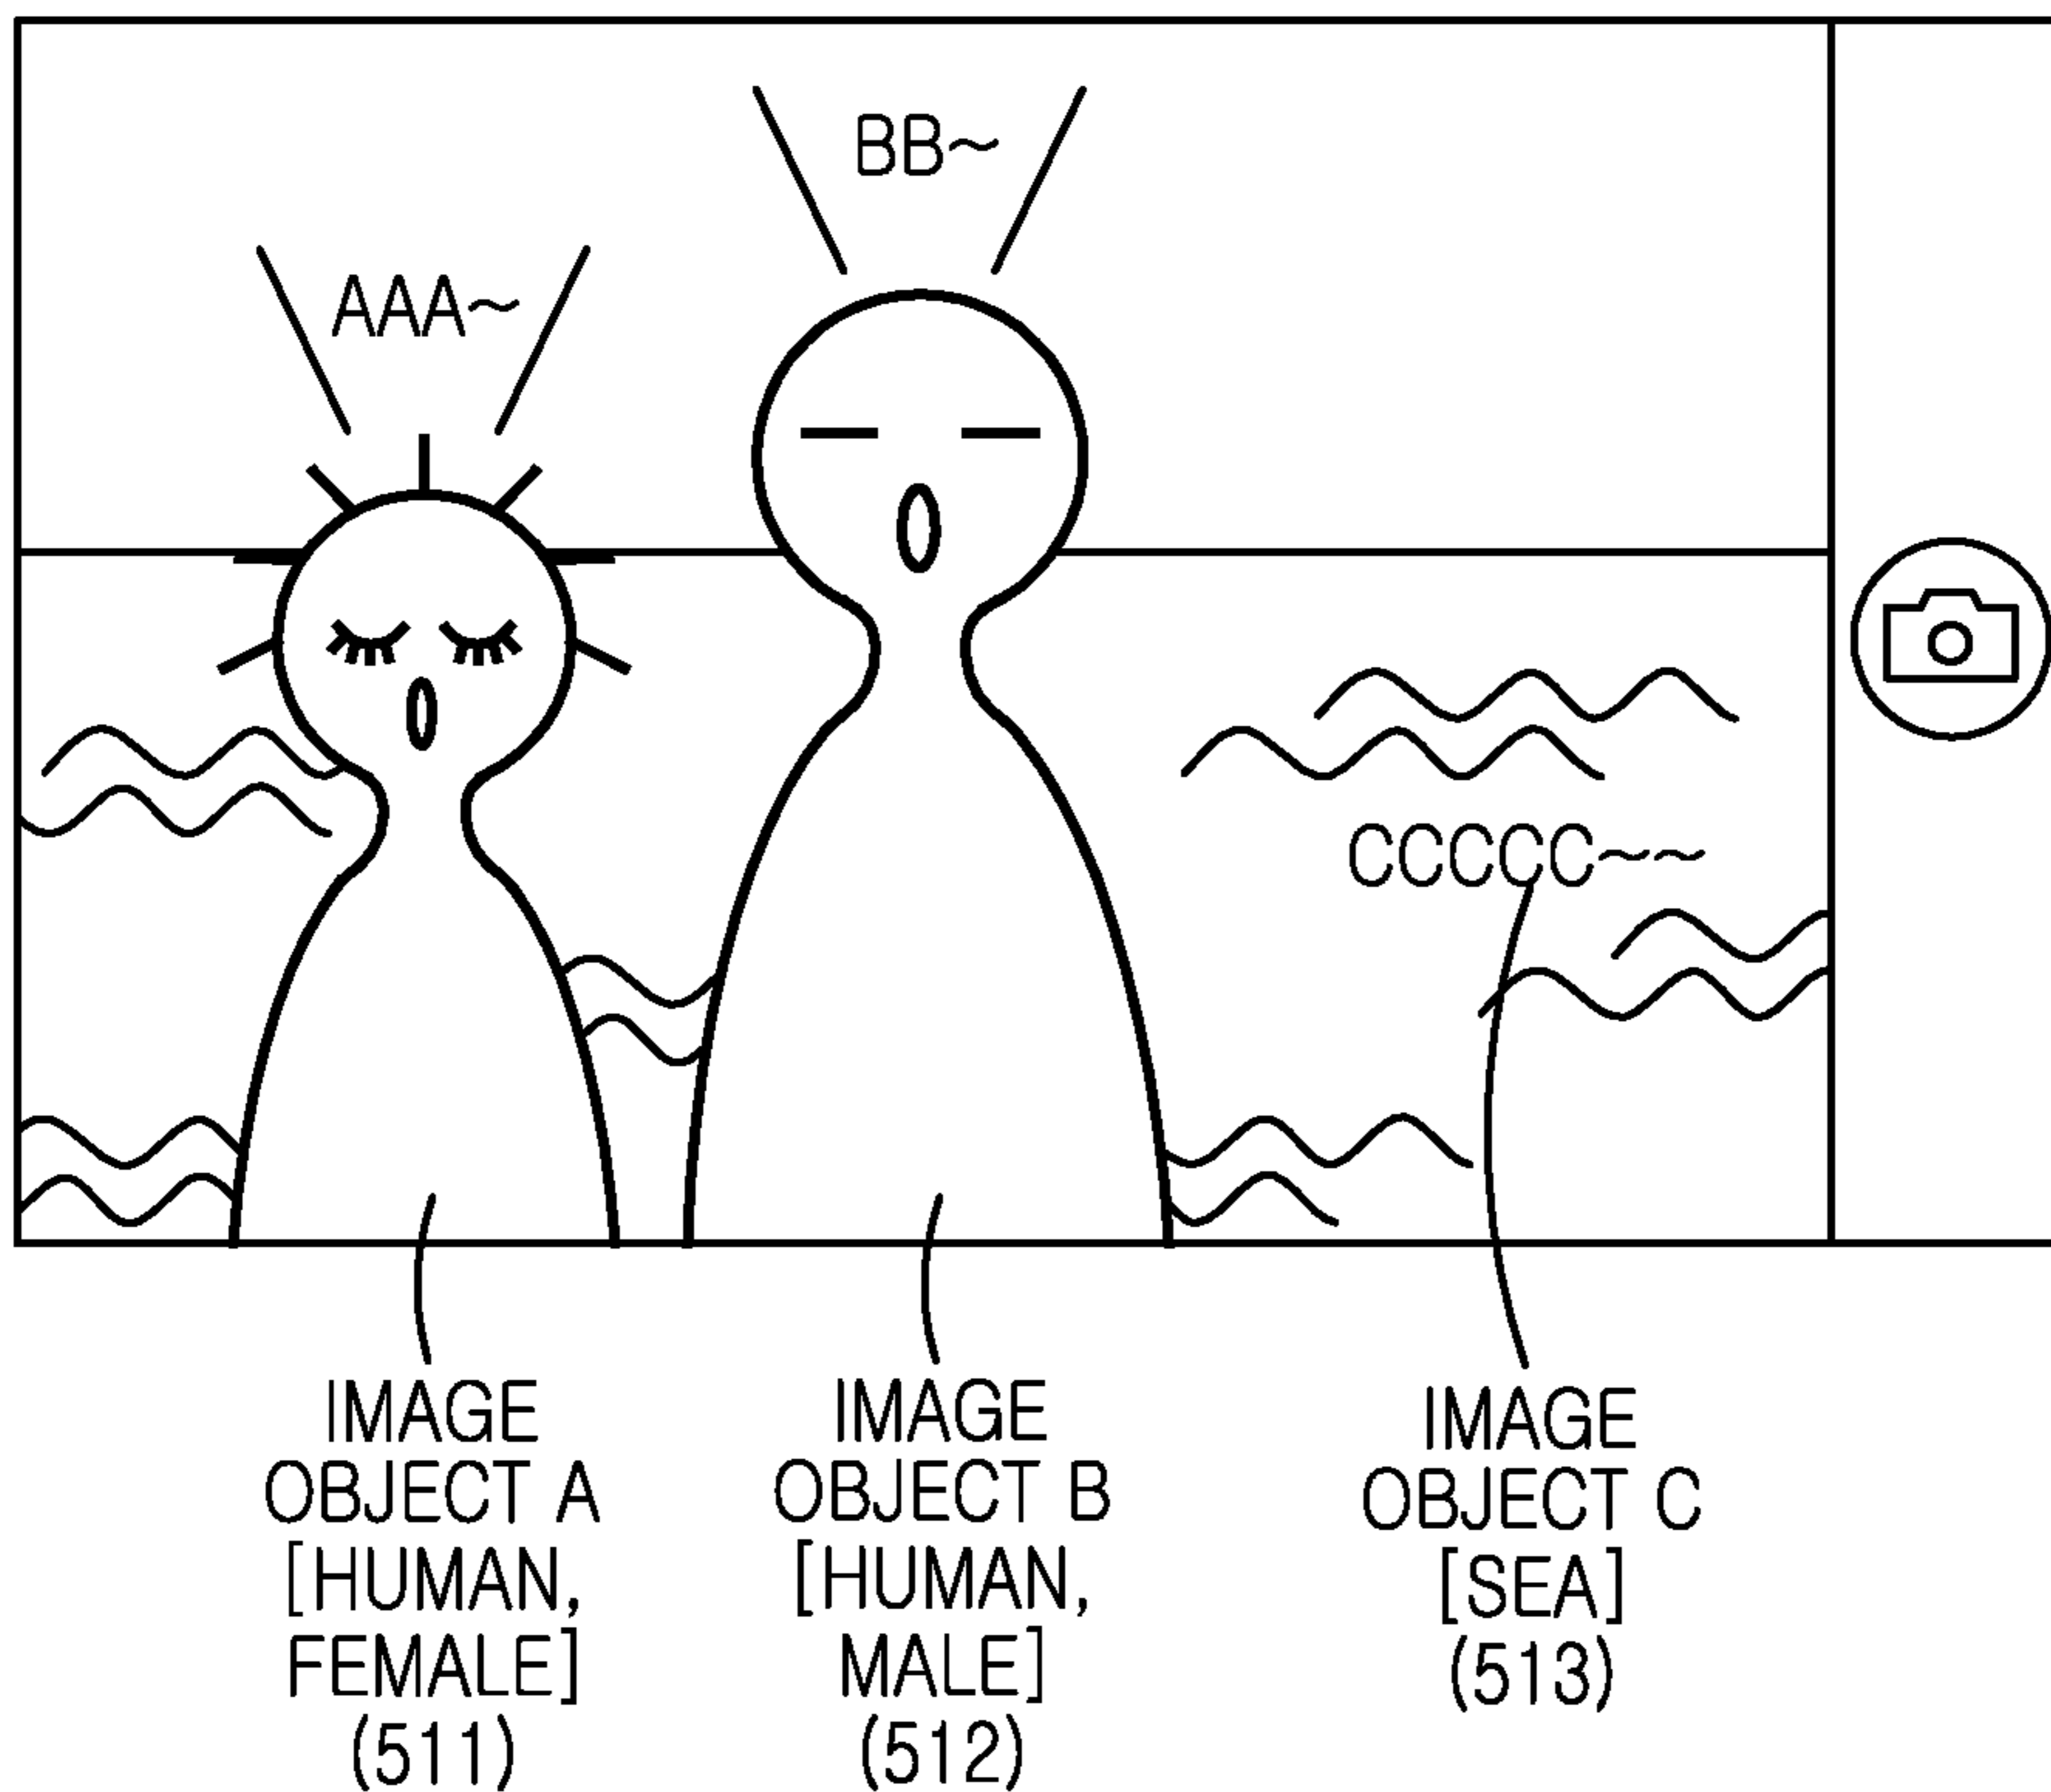 BB~
AAA~
CCCCC~~
IMAGE
OBJECT A
[HUMAN,
FEMALE]
(511)
IMAGE
OBJECT B
[HUMAN,
MALE]
(512)
IMAGE
OBJECT C
[SEA]
(513)